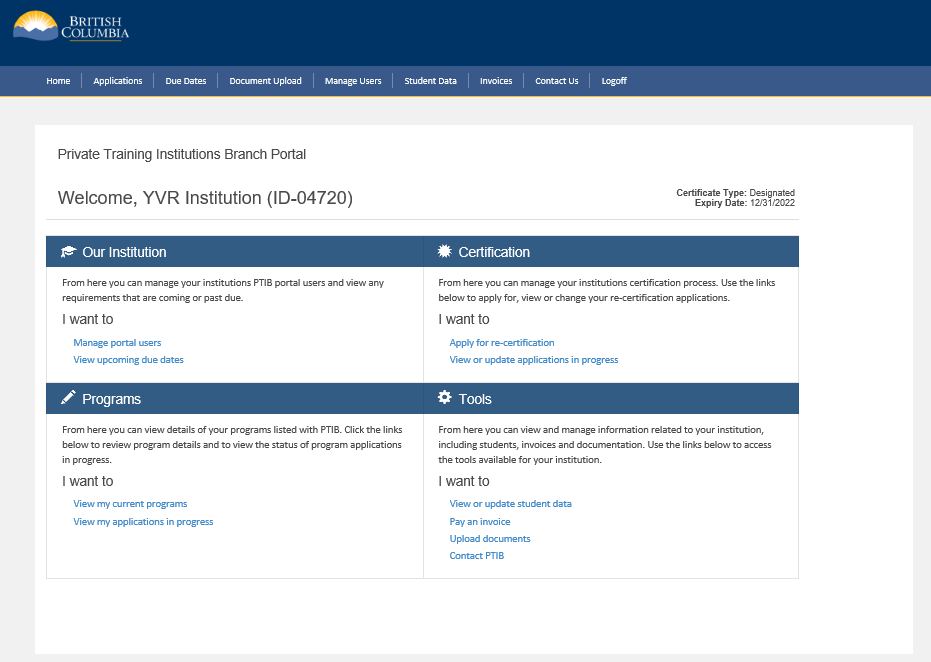 BRITISH
COLUMBIA
Home
Applications
Due Dates
Document Upload
Manage Users
Student Data
Invoices
Contact Us
Logoff
Private Training Institutions Branch Portal
Welcome, YVR Institution (ID-04720)
Certificate Type: Designated
Expiry Date: 12/31/2022
Our Institution
From here you can manage your institutions PTIB portal users and view any
requirements that are coming or past due.
I want to
Manage portal users
View upcoming due dates
Certification
From here you can manage your institutions certification process. Use the links
below to apply for, view or change your re-certification applications.
I want to
Apply for re-certification
View or update applications in progress
Programs
From here you can view details of your programs listed with PTIB. Click the links
below to review program details and to view the status of program applications
in progress.
I want to
View my current programs
View my applications in progress
Tools
From here you can view and manage information related to your institution,
including students, invoices and documentation. Use the links below to access
the tools available for your institution.
I want to
View or update student data
Pay an invoice
Upload documents
Contact PTIB